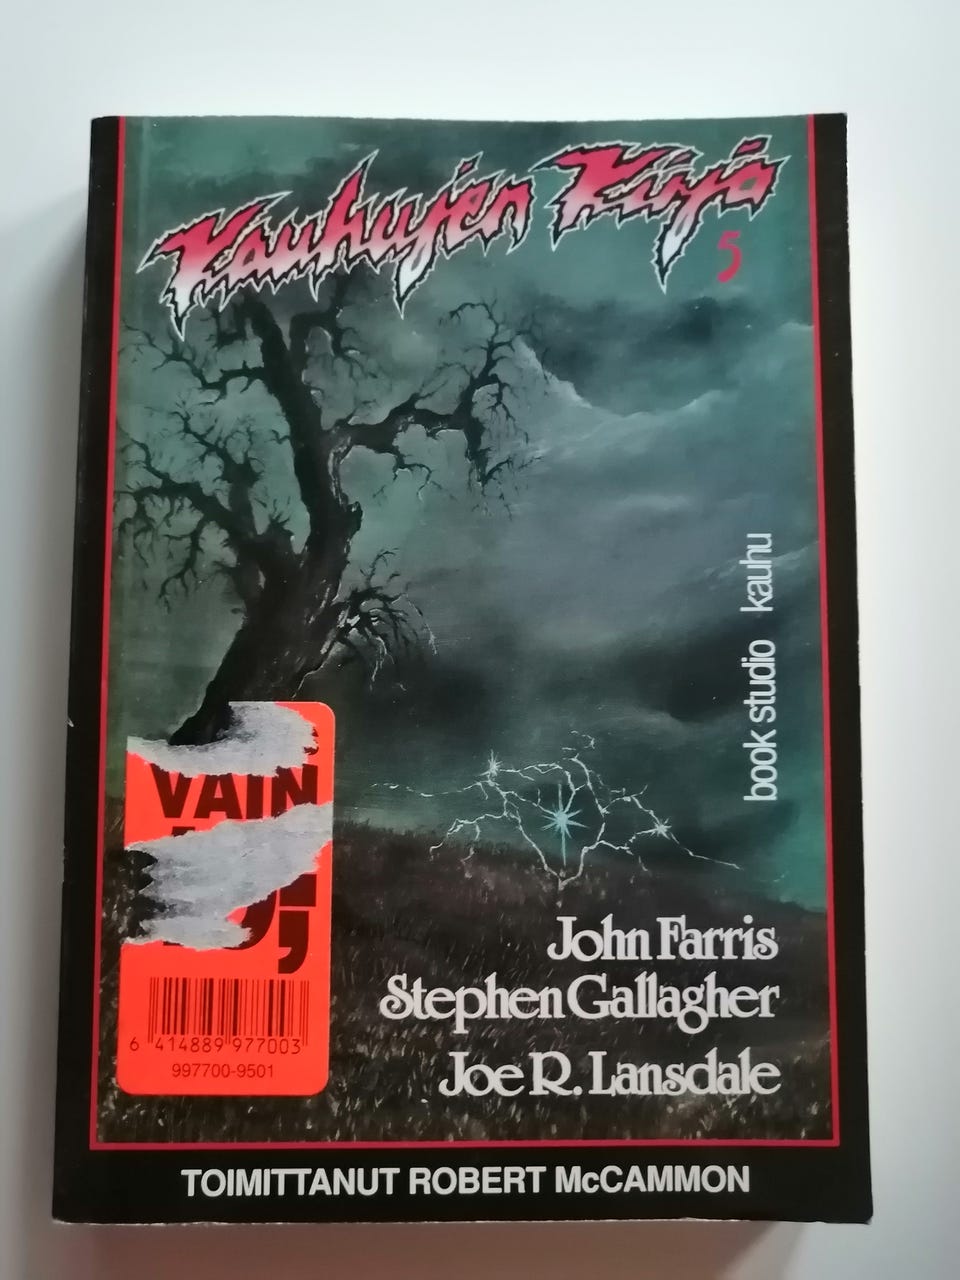 Kauhujen Kuja
5
book studio kauhu
VAIN
6 414889 977003
997700-9501
John Farris
Stephen Gallagher
Joe R. Lansdale
TOIMITTANUT ROBERT McCAMMON